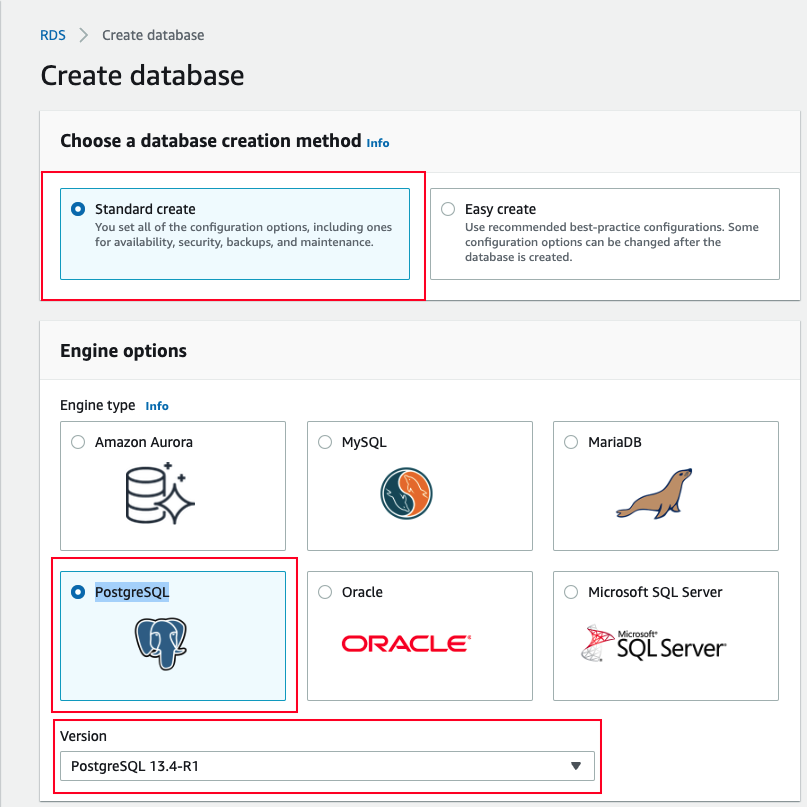 RDS > Create database
Create database
Choose a database creation method Info
Standard create
You set all of the configuration options, including ones
for availability, security, backups, and maintenance.
Easy create
Use recommended best-practice configurations. Some
configuration options can be changed after the
database is created.
Engine options
Engine type Info
Amazon Aurora
MySQL
MariaDB
PostgreSQL
Oracle
ORACLE®
Microsoft SQL Server
Microsoft®
SQL Server®
Version
PostgreSQL 13.4-R1